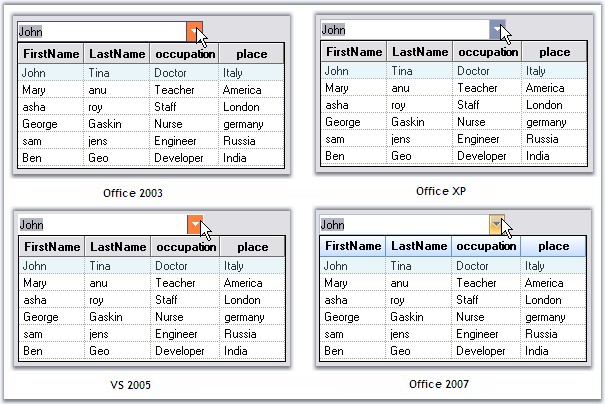 John
FirstName LastName occupation place
John Tina Doctor Italy
Mary anu Teacher America
asha roy Staff London
George Gaskin Nurse germany
sam jens Engineer Russia
Ben Geo Developer India
Office 2003
John
FirstName LastName occupation place
John Tina Doctor Italy
Mary anu Teacher America
asha roy Staff London
George Gaskin Nurse germany
sam jens Engineer Russia
Ben Geo Developer India
Office XP
John
FirstName LastName occupation place
John Tina Doctor Italy
Mary anu Teacher America
asha roy Staff London
George Gaskin Nurse germany
sam jens Engineer Russia
Ben Geo Developer India
VS 2005
John
FirstName LastName occupation place
John Tina Doctor Italy
Mary anu Teacher America
asha roy Staff London
George Gaskin Nurse germany
sam jens Engineer Russia
Ben Geo Developer India
Office 2007